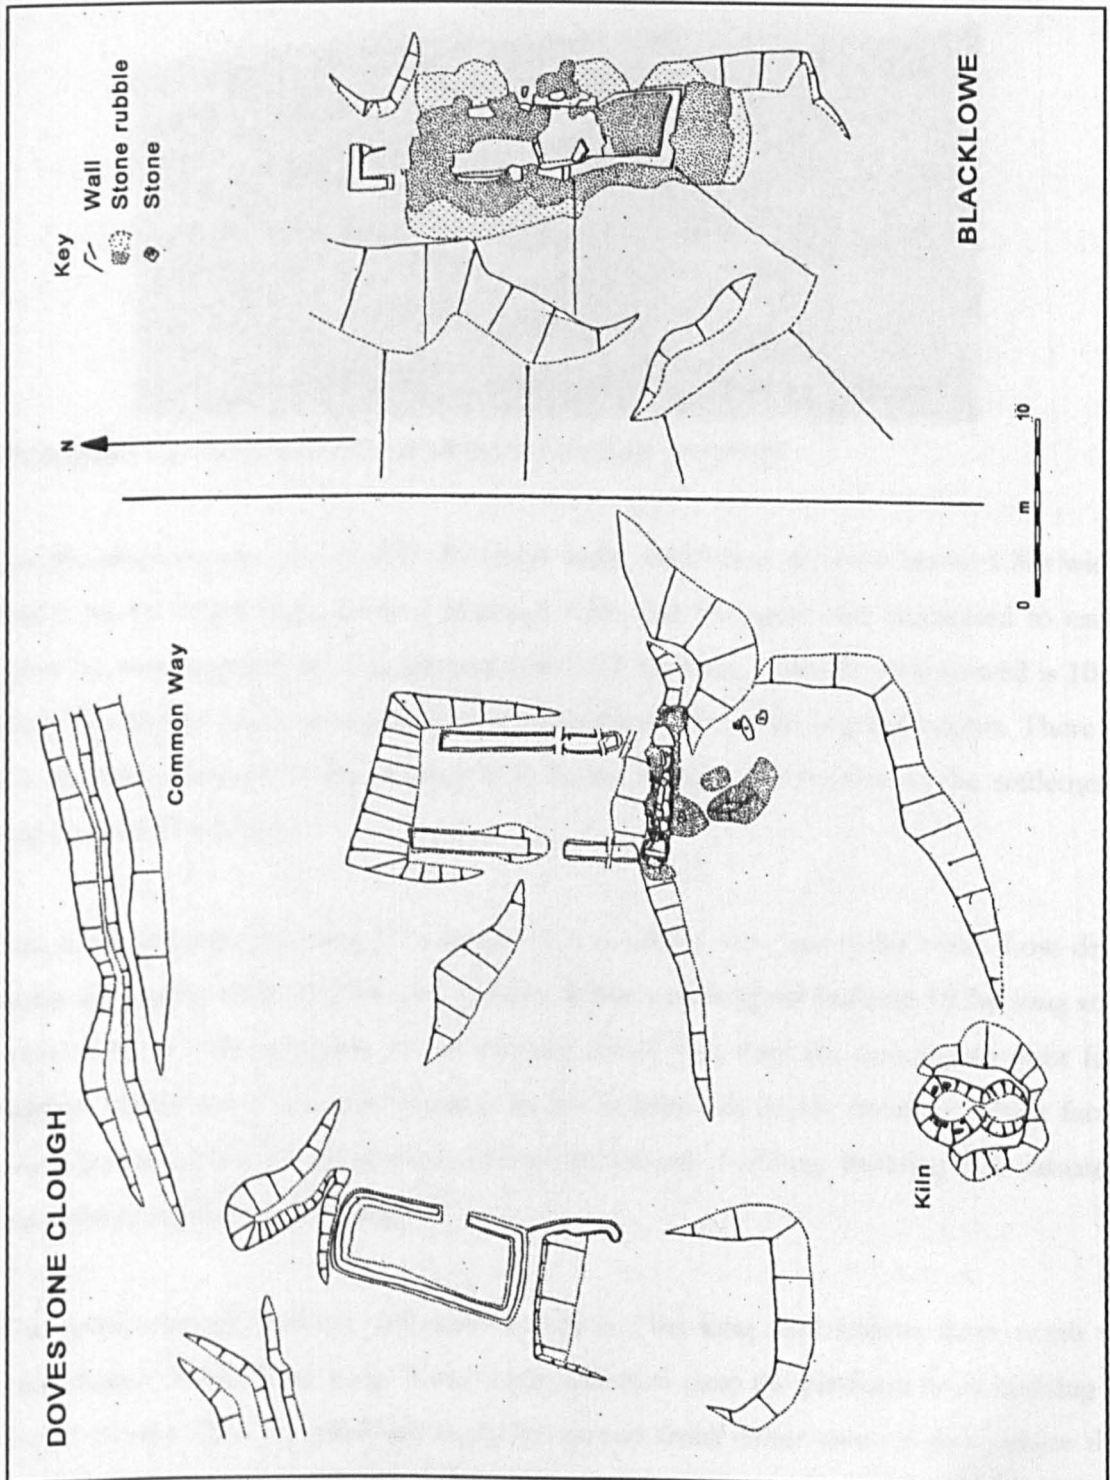 DOVESTONE CLOUGH
Common Way
N
Key
Wall
Stone rubble
Stone
Kiln
0 m 10
BLACKLOWE